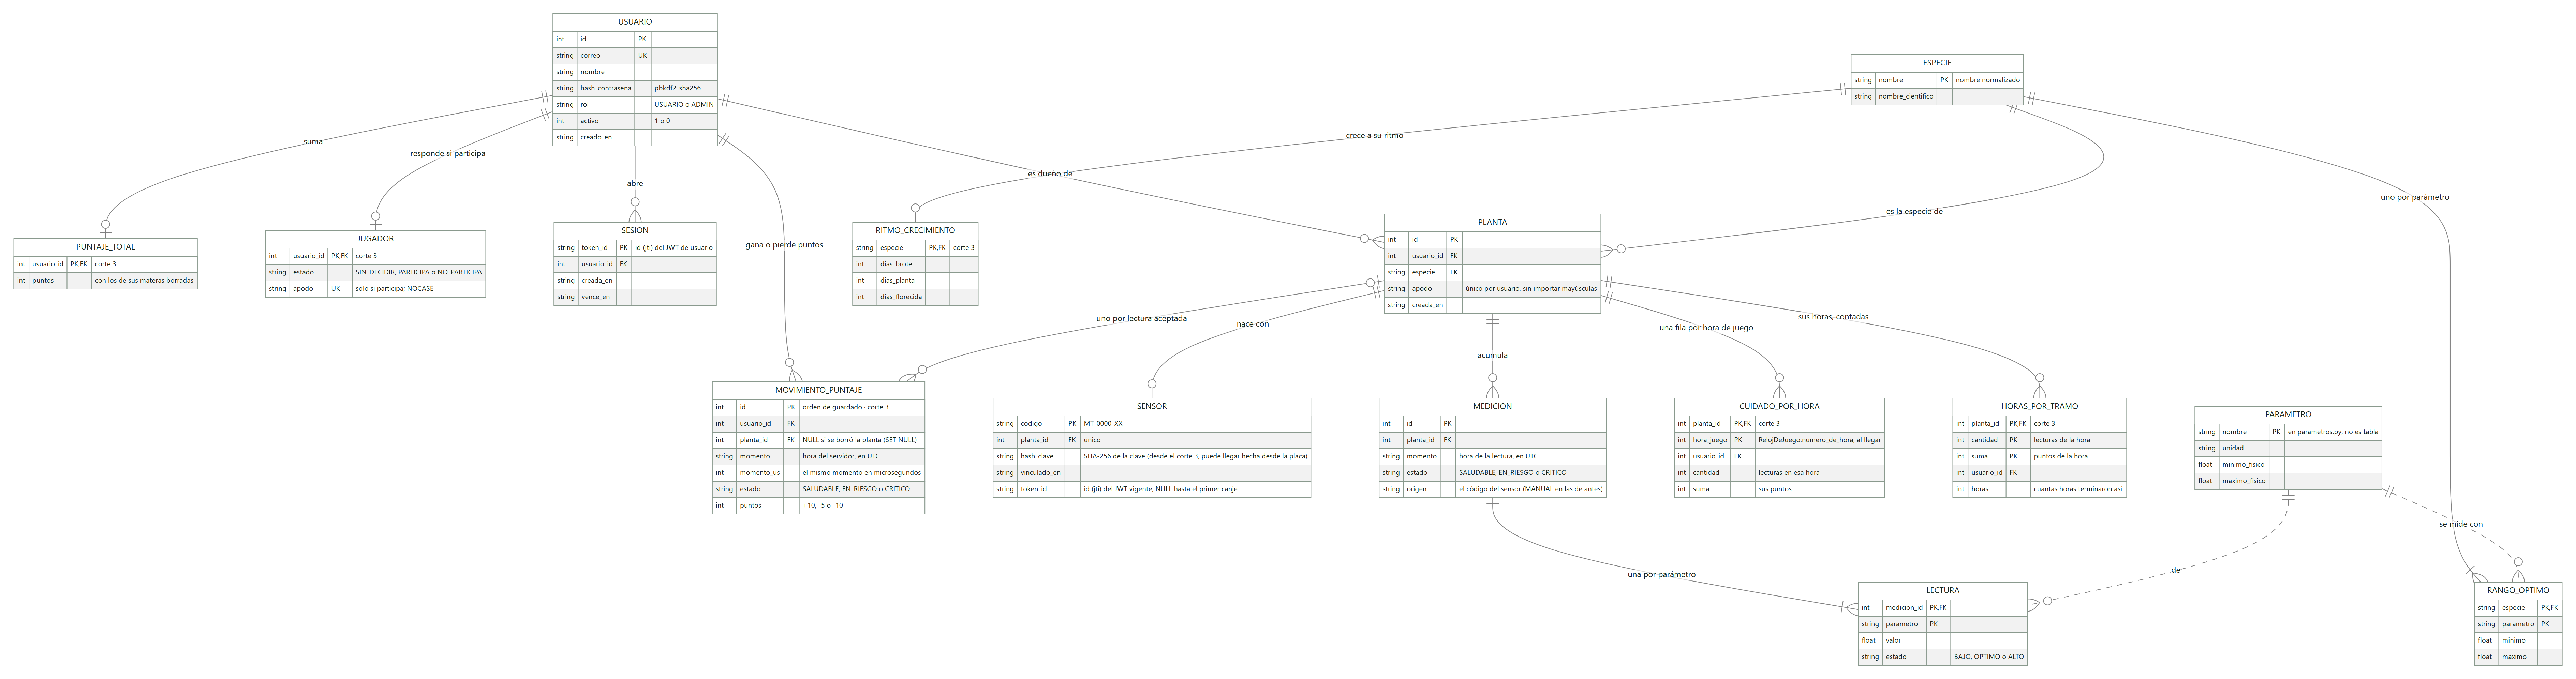 USUARIO
int id PK
string correo UK
string nombre
string hash_contrasena pbkdf2_sha256
string rol USUARIO o ADMIN
int activo 1 o 0
string creado_en
ESPECIE
string nombre PK nombre normalizado
string nombre_cientifico
suma
responde si participa
abre
gana o pierde puntos
es dueño de
crece a su ritmo
es la especie de
uno por parámetro
PUNTAJE_TOTAL
int usuario_id PK,FK corte 3
int puntos con los de sus materas borradas
JUGADOR
int usuario_id PK,FK corte 3
string estado SIN_DECIDIR, PARTICIPA o NO_PARTICIPA
string apodo UK solo si participa; NOCASE
SESION
string token_id PK id (jti) del JWT de usuario
int usuario_id FK
string creada_en
string vence_en
RITMO_CRECIMIENTO
string especie PK,FK corte 3
int dias_brote
int dias_planta
int dias_florecida
PLANTA
int id PK
int usuario_id FK
string especie FK
string apodo único por usuario, sin importar mayúsculas
string creada_en
uno por lectura aceptada
nace con
acumula
una fila por hora de juego
sus horas, contadas
MOVIMIENTO_PUNTAJE
int id PK orden de guardado · corte 3
int usuario_id FK
int planta_id FK NULL si se borró la planta (SET NULL)
string momento hora del servidor, en UTC
int momento_us el mismo momento en microsegundos
string estado SALUDABLE, EN_RIESGO o CRITICO
int puntos +10, -5 o -10
SENSOR
string codigo PK MT-0000-XX
int planta_id FK único
string hash_clave SHA-256 de la clave (desde el corte 3, puede llegar hecha desde la placa)
string vinculado_en
string token_id id (jti) del JWT vigente, NULL hasta el primer canje
MEDICION
int id PK
int planta_id FK
string momento hora de la lectura, en UTC
string estado SALUDABLE, EN_RIESGO o CRITICO
string origen el código del sensor (MANUAL en las de antes)
CUIDADO_POR_HORA
int planta_id PK,FK corte 3
int hora_juego PK RelojDeJuego.numero_de_hora, al llegar
int usuario_id FK
int cantidad lecturas en esa hora
int suma sus puntos
HORAS_POR_TRAMO
int planta_id PK,FK corte 3
int cantidad PK lecturas de la hora
int suma PK puntos de la hora
int usuario_id FK
int horas cuántas horas terminaron así
PARAMETRO
string nombre PK en parametros.py, no es tabla
string unidad
float minimo_fisico
float maximo_fisico
una por parámetro
de
se mide con
LECTURA
int medicion_id PK,FK
string parametro PK
float valor
string estado BAJO, OPTIMO o ALTO
RANGO_OPTIMO
string especie PK,FK
string parametro PK
float minimo
float maximo